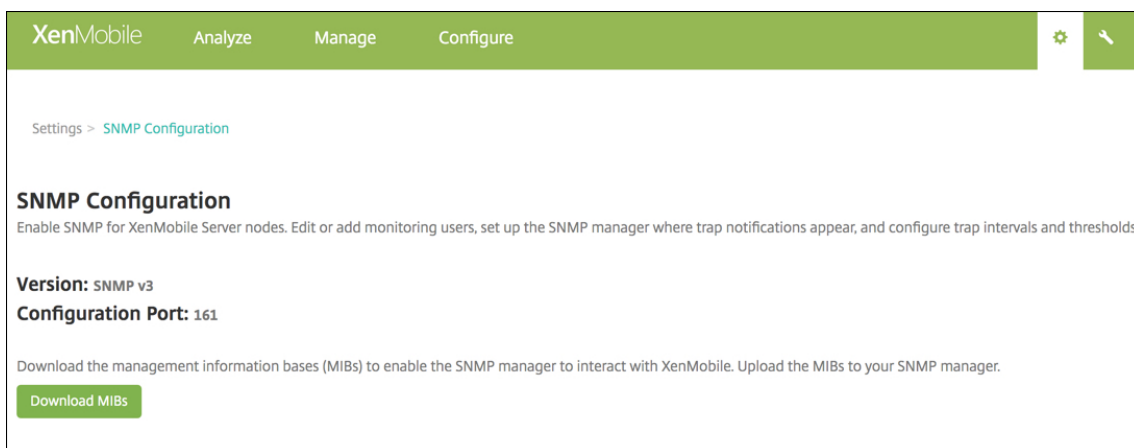 XenMobile Analyze Manage Configure
Settings > SNMP Configuration
SNMP Configuration
Enable SNMP for XenMobile Server nodes. Edit or add monitoring users, set up the SNMP manager where trap notifications appear, and configure trap intervals and thresholds
Version: SNMP v3
Configuration Port: 161
Download the management information bases (MIBs) to enable the SNMP manager to interact with XenMobile. Upload the MIBs to your SNMP manager.
Download MIBs